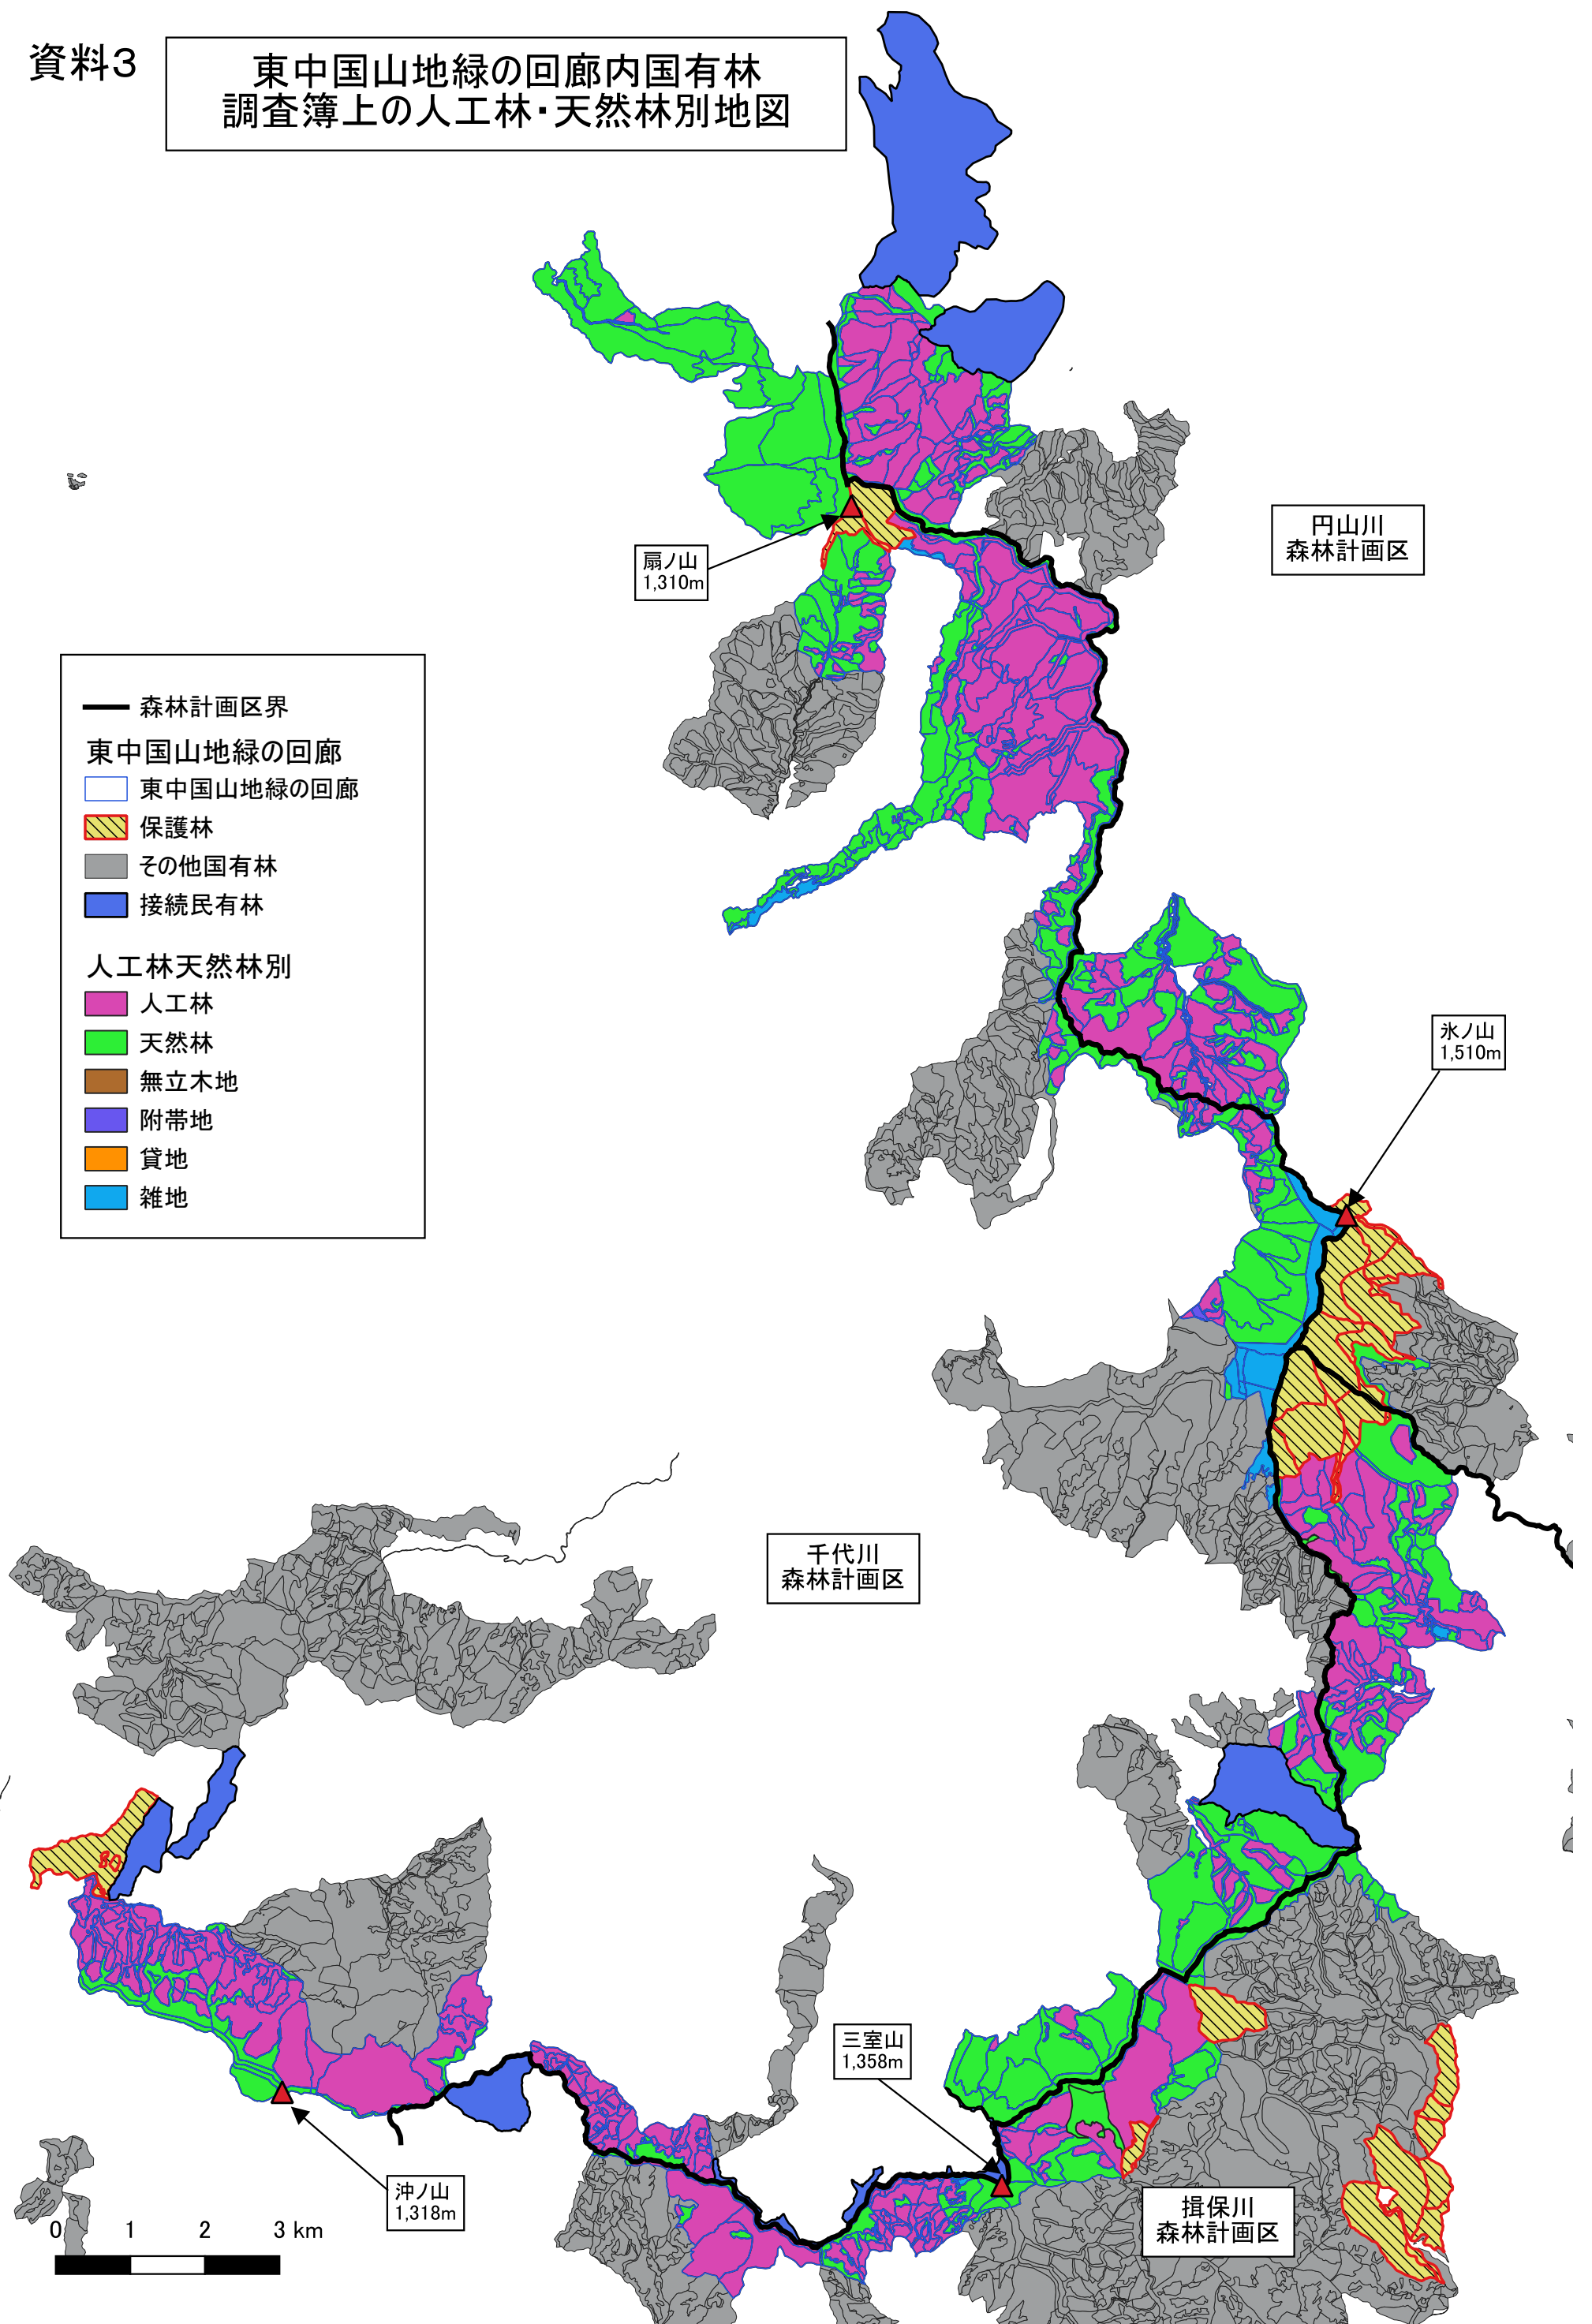 資料3
東中国山地緑の回廊内国有林
調査簿上の人工林・天然林別地図
円山川
森林計画区
扇ノ山
1,310m
森林計画区界
東中国山地緑の回廊
東中国山地緑の回廊
保護林
その他国有林
接続民有林
人工林天然林別
人工林
天然林
無立木地
附帯地
貸地
雑地
氷ノ山
1,510m
千代川
森林計画区
三室山
1,358m
沖ノ山
1,318m
揖保川
森林計画区
0 1 2 3 km